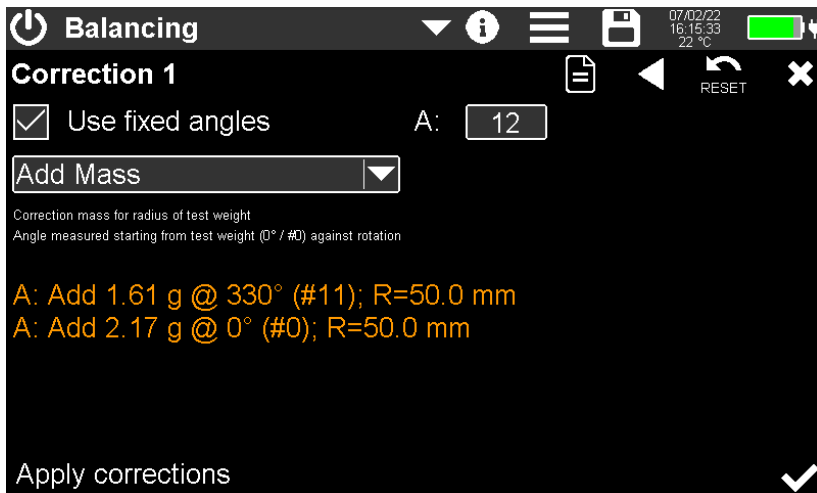 Balancing
07/02/22
16:15:33
22 °C
Correction 1
RESET
Use fixed angles
A: 12
Add Mass
Correction mass for radius of test weight
Angle measured starting from test weight (0° / #0) against rotation
A: Add 1.61 g @ 330° (#11); R=50.0 mm
A: Add 2.17 g @ 0° (#0); R=50.0 mm
Apply corrections